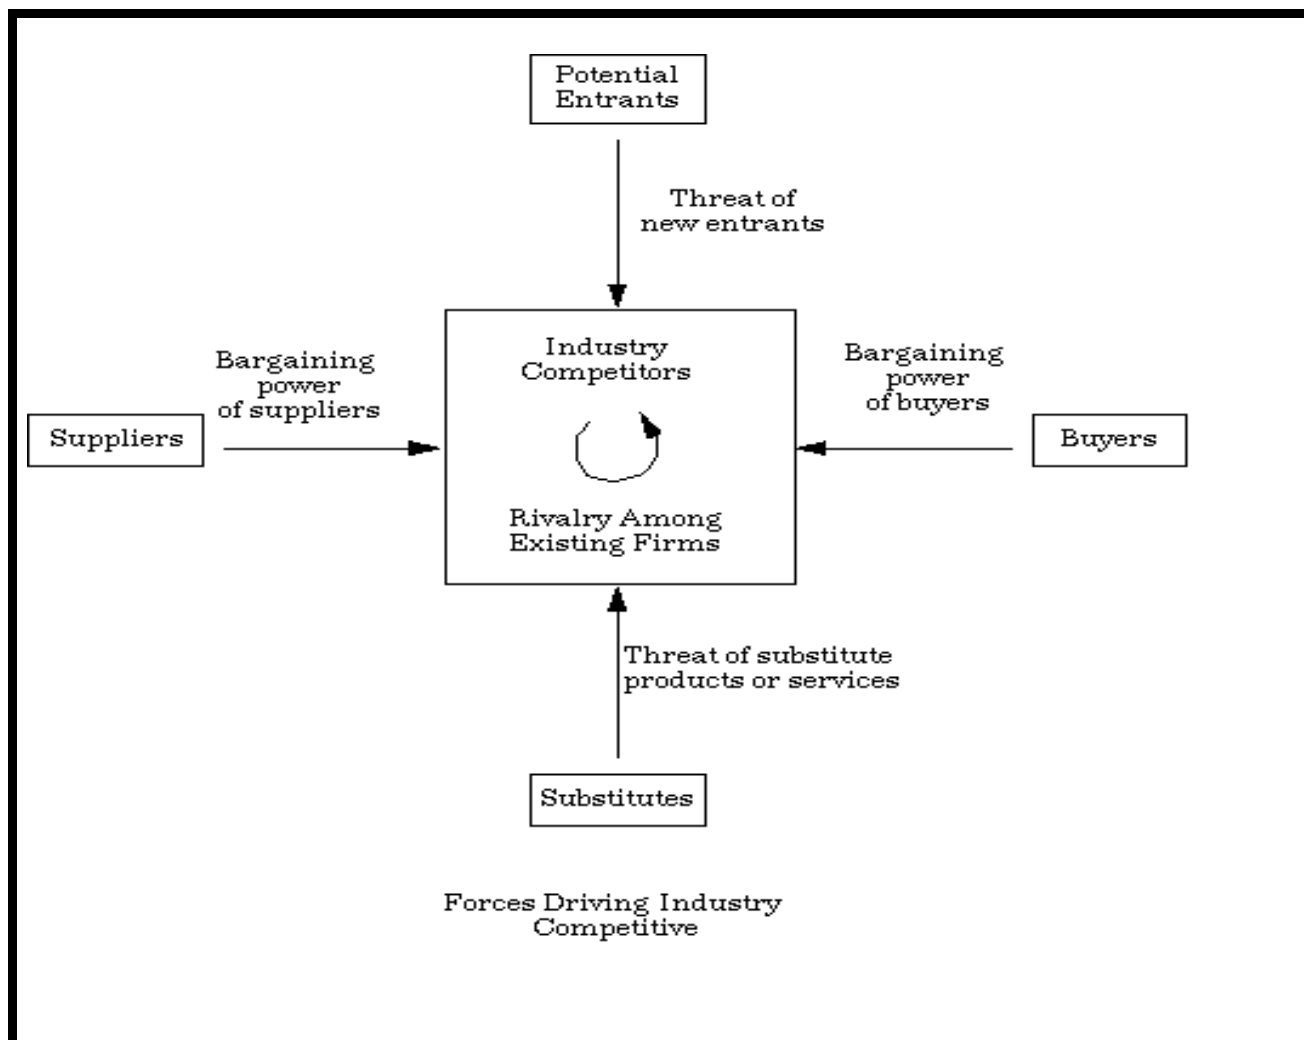 Potential
Entrants
Threat of
new entrants
Industry
Competitors
Bargaining
power
of suppliers
Bargaining
power
of buyers
Suppliers
Buyers
Rivalry Among
Existing Firms
Threat of substitute
products or services
Substitutes
Forces Driving Industry
Competitive